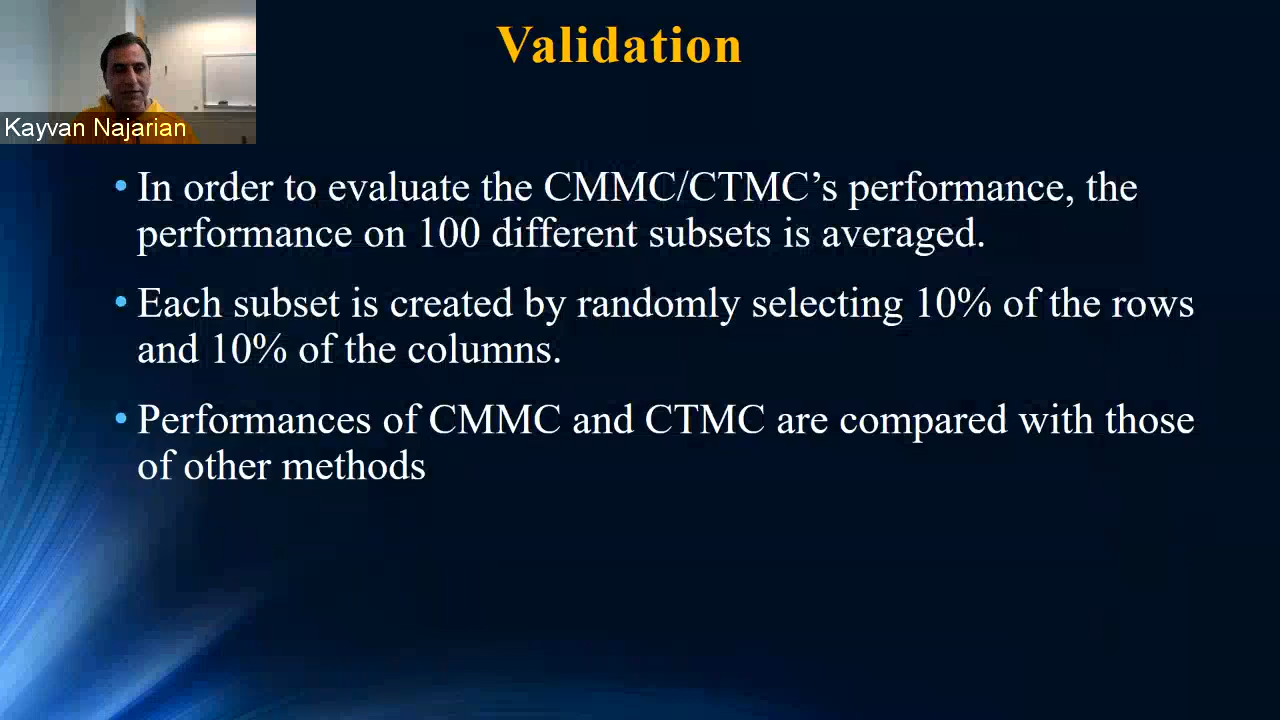 Validation
Kayvan Najarian
• In order to evaluate the CMMC/CTMC’s performance, the
performance on 100 different subsets is averaged.
• Each subset is created by randomly selecting 10% of the rows
and 10% of the columns.
• Performances of CMMC and CTMC are compared with those
of other methods